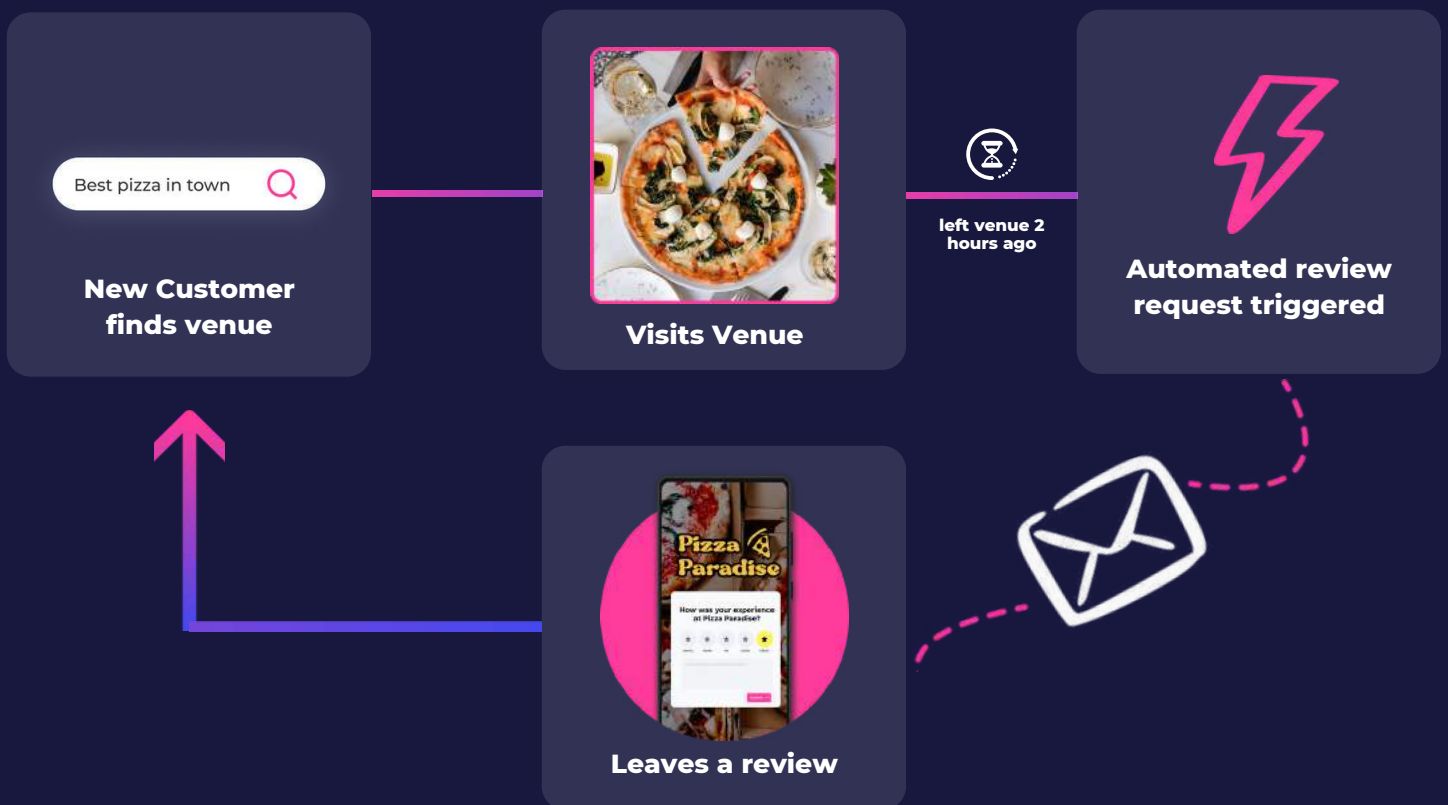 Best pizza in town
New Customer
finds venue
Visits Venue
left venue 2
hours ago
Automated review
request triggered
Pizza
Paradise
How was your experience
at Pizza Paradise?
Leaves a review